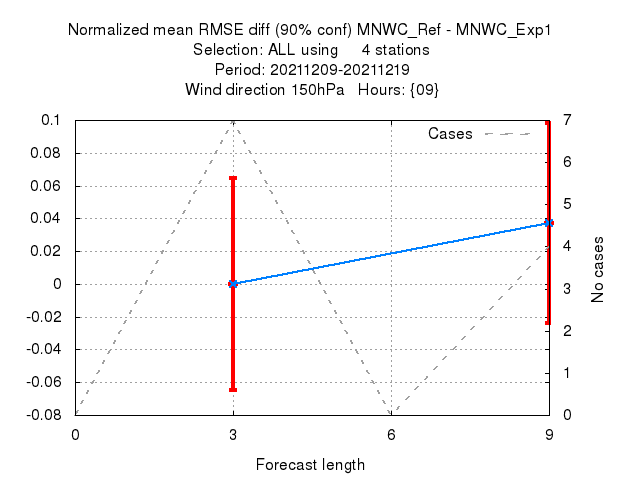 Normalized mean RMSE diff (90% conf) MNWC_Ref - MNWC_Exp1
Selection: ALL using 4 stations
Period: 20211209-20211219
Wind direction 150hPa Hours: {09}
Cases
0.1
0.08
0.06
0.04
0.02
0
-0.02
-0.04
-0.06
-0.08
7
6
5
4
3
2
1
0
No cases
0 3 6 9
Forecast length